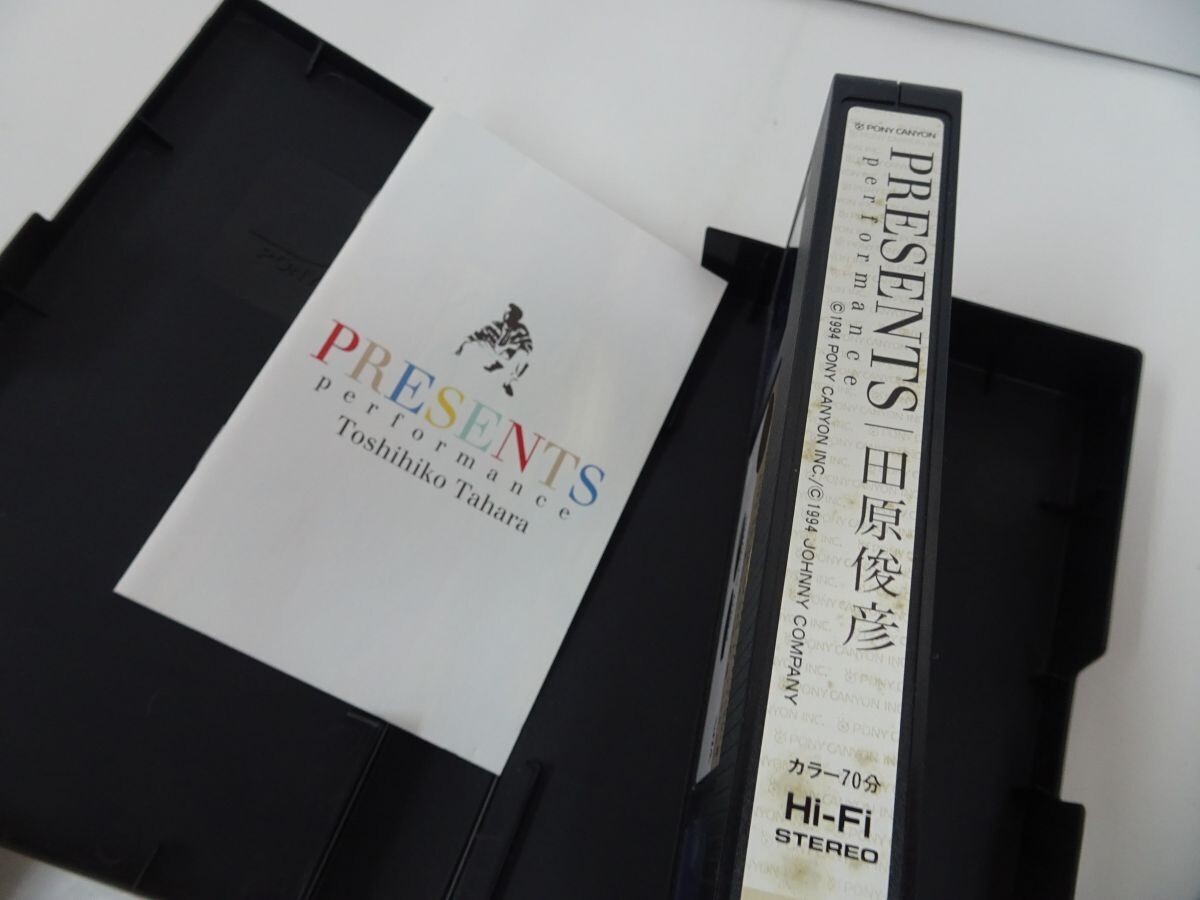 PRESENTS
performance
Toshihiko Tahara
PONY CANYON
PRESENTS/田原俊彦
performance
©1994 PONY CANYON INC./©1994 JOHNNY COMPANY
カラー70分
Hi-Fi
STEREO